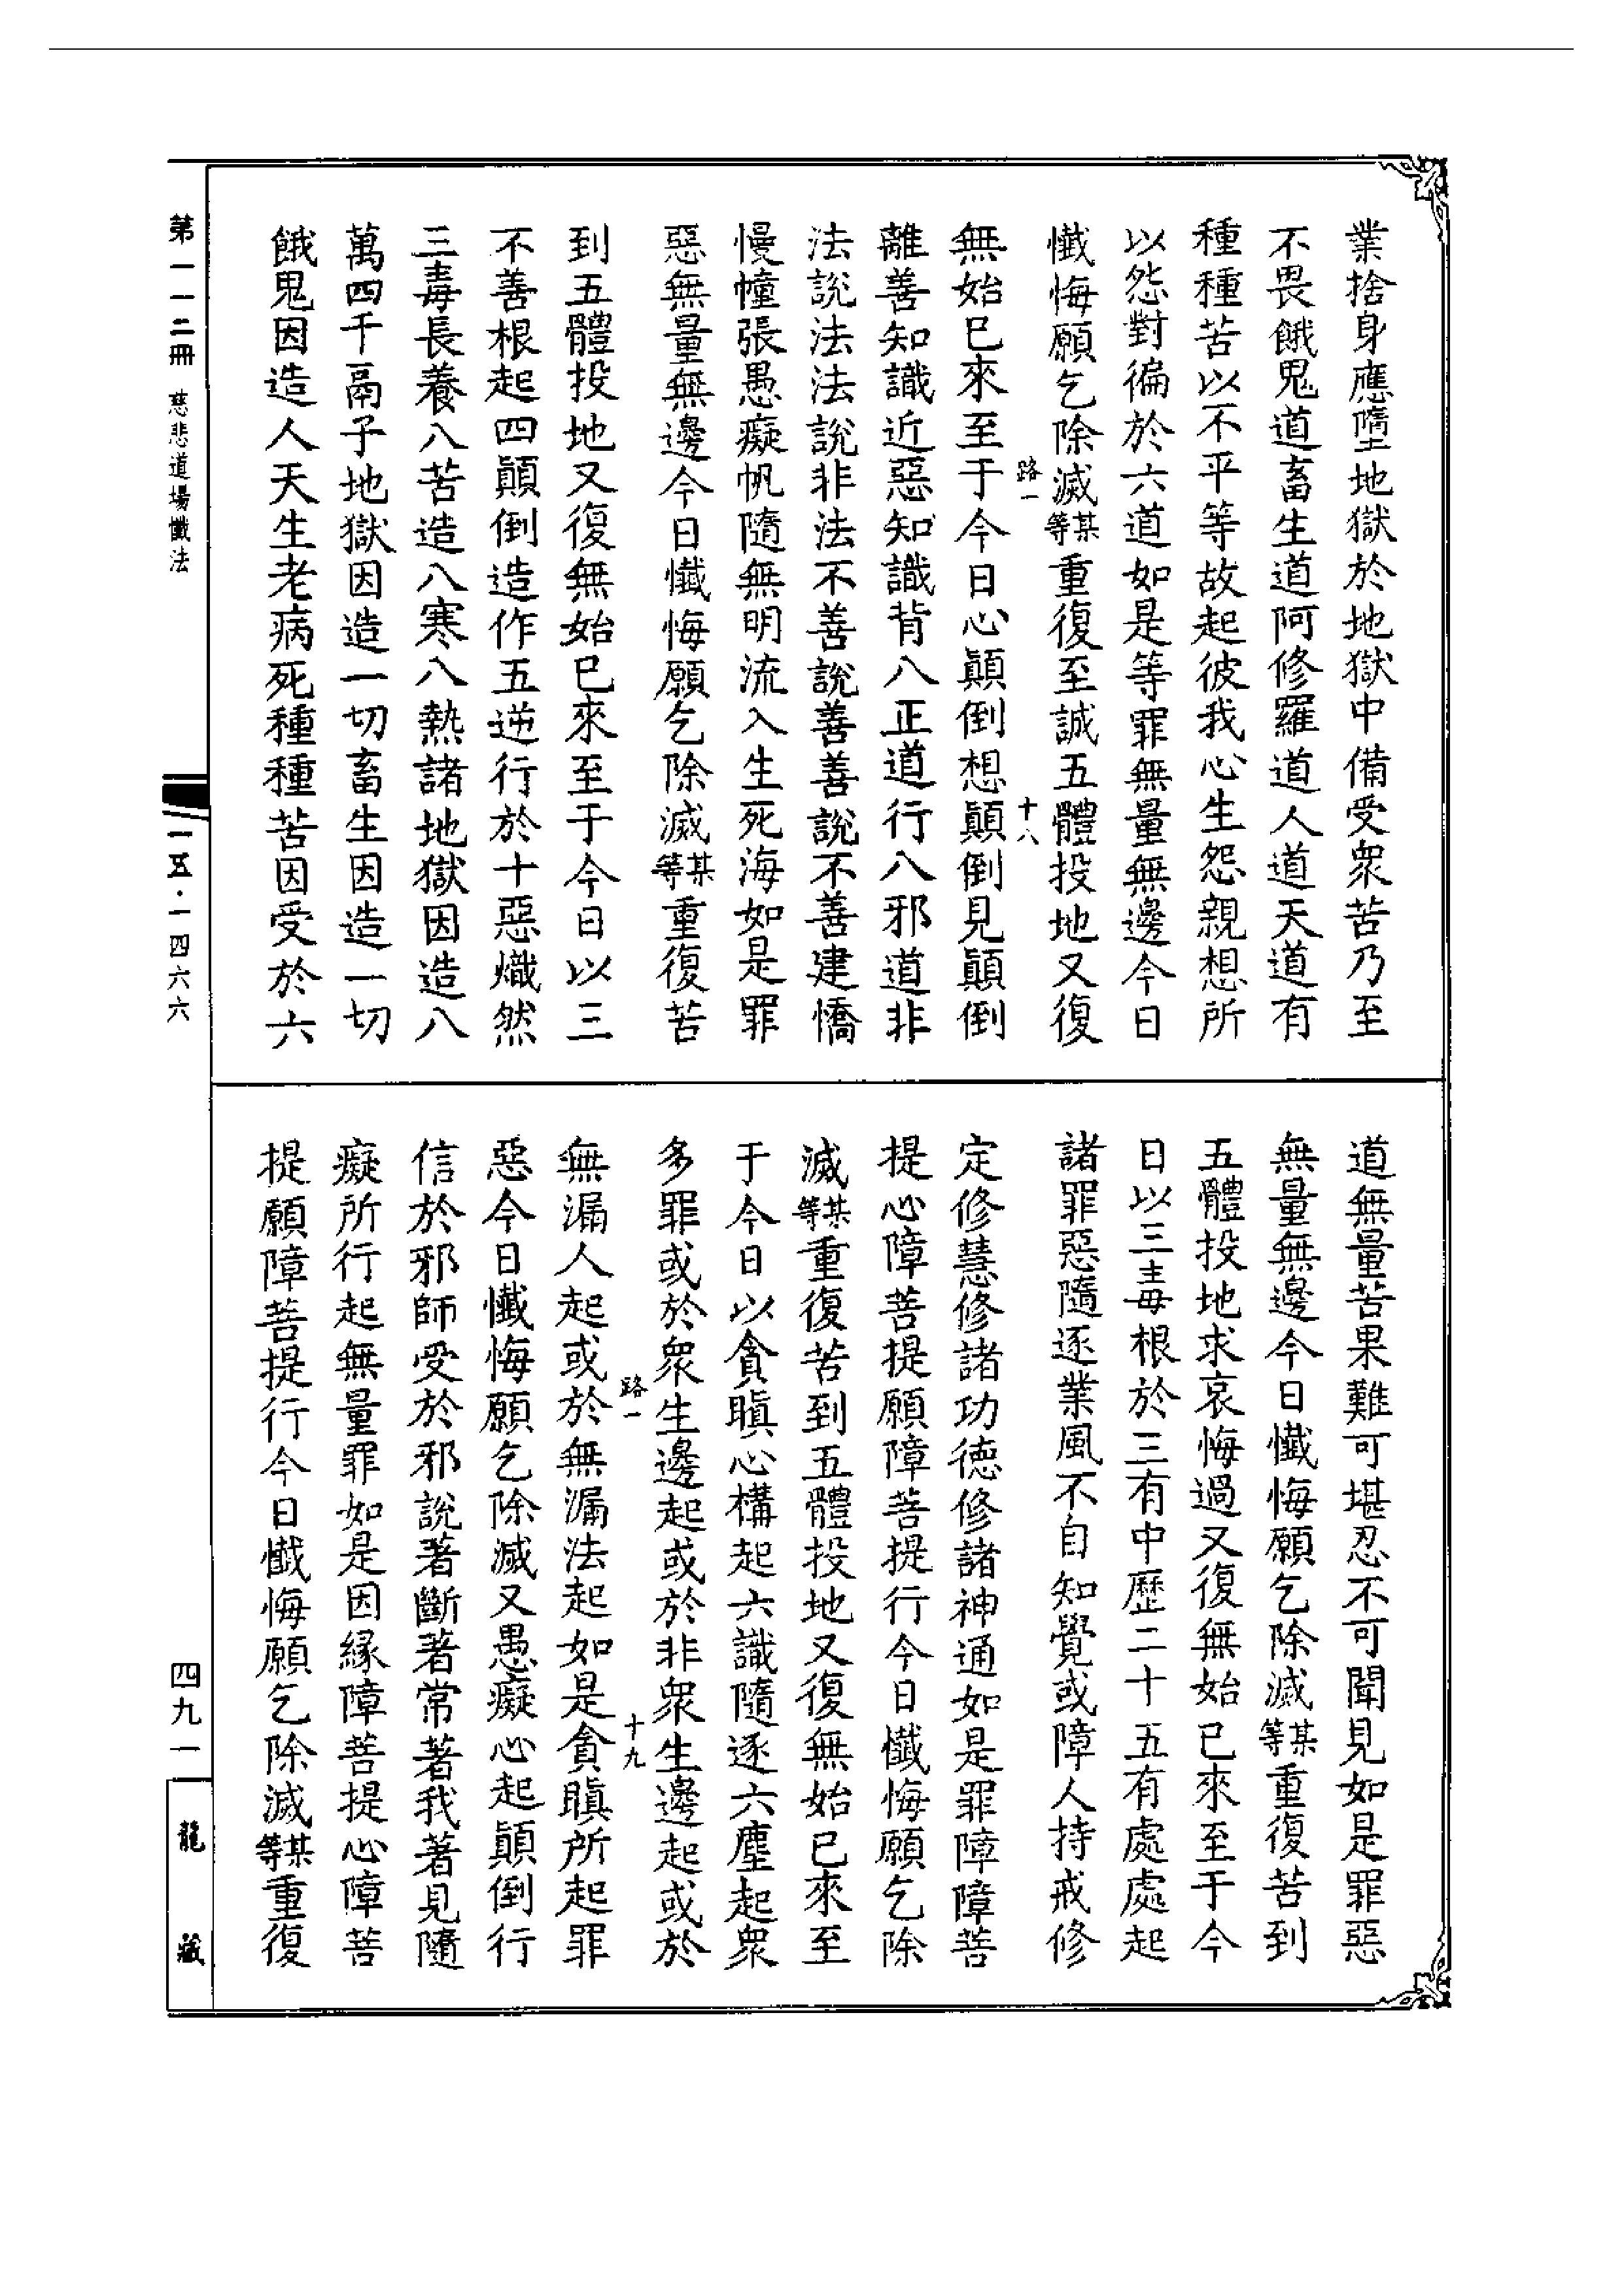 業捨身應墮地獄於地獄中備受衆苦乃至
不畏餓鬼道畜生道阿修羅道人道天道有
種種苦以不平等故起彼我心生怨親想所
以怨對徧於六道如是等罪無量無邊今日
懺悔願乞除滅某等重復至誠五體投地又復
路一
十八
無始已來至于今日心顛倒想顛倒見顛倒
離善知識近惡知識背八正道行八邪道非
法說法法說非法不善說善善說不善建憍
慢幢張愚癡帆隨無明流入生死海如是罪
惡無量無邊今日懺悔願乞除滅某等重復苦
到五體投地又復無始已來至于今日以三
不善根起四顛倒造作五逆行於十惡熾然
三毒長養八苦造八寒八熱諸地獄因造八
萬四千鬲子地獄因造一切畜生因造一切
餓鬼因造人天生老病死種種苦因受於六
道無量苦果難可堪忍不可聞見如是罪惡
無量無邊今日懺悔願乞除滅某等重復苦到
五體投地求哀悔過又復無始已來至于今
日以三毒根於三有中歷二十五有處處起
諸罪惡隨逐業風不自知覺或障人持戒修
定修慧修諸功德修諸神通如是罪障障菩
提心障菩提願障菩提行今日懺悔願乞除
滅某等重復苦到五體投地又復無始已來至
于今日以貪瞋心構起六識隨逐六塵起衆
多罪或於衆生邊起或於非衆生邊起或於
路一
十九
無漏人起或於無漏法起如是貪瞋所起罪
惡今日懺悔願乞除滅又愚癡心起顛倒行
信於邪師受於邪說著斷著常著我著見隨
癡所行起無量罪如是因緣障菩提心障菩
提願障菩提行今日懺悔願乞除滅某等重復
第一一二冊 慈悲道場懺法
一五·一四六六
四九一
龍藏